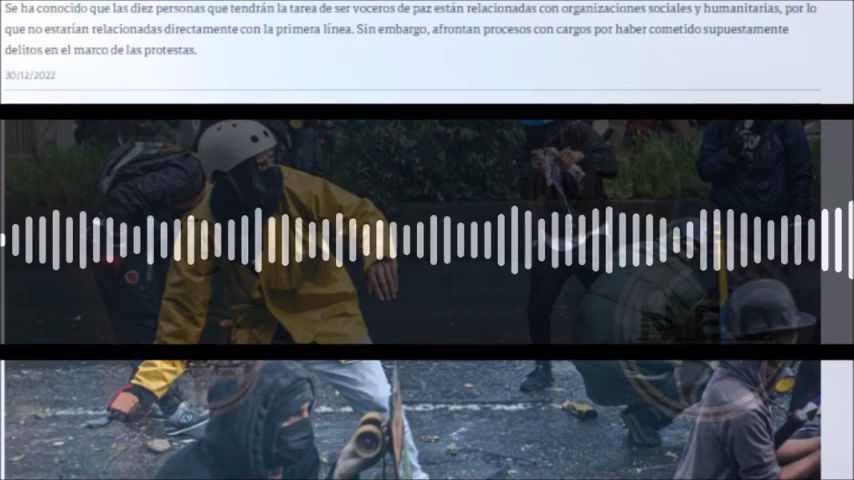 Se ha conocido que las diez personas que tendrán la tarea de ser voceros de paz están relacionadas con organizaciones sociales y humanitarias, por lo
que no estarían relacionadas directamente con la primera línea. Sin embargo, afrontan procesos con cargos por haber cometido supuestamente
delitos en el marco de las protestas.
30/12/2022